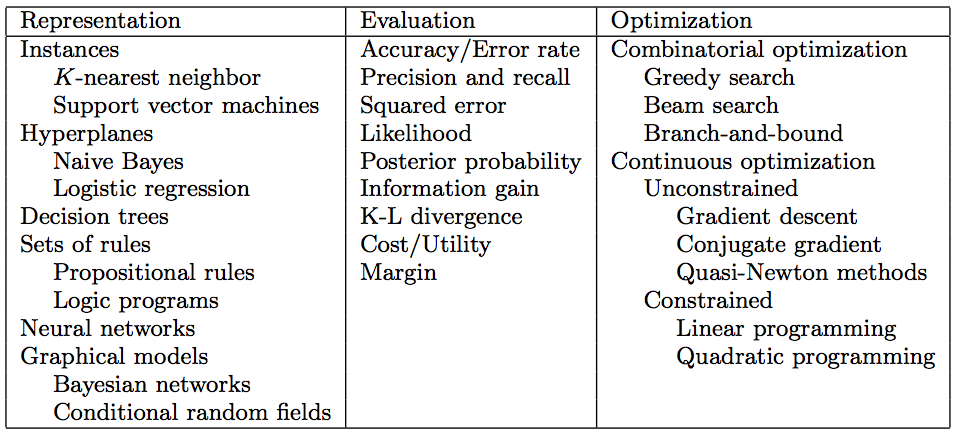 Representation
Instances
K-nearest neighbor
Support vector machines
Hyperplanes
Naive Bayes
Logistic regression
Decision trees
Sets of rules
Propositional rules
Logic programs
Neural networks
Graphical models
Bayesian networks
Conditional random fields
Evaluation
Accuracy/Error rate
Precision and recall
Squared error
Likelihood
Posterior probability
Information gain
K-L divergence
Cost/Utility
Margin
Optimization
Combinatorial optimization
Greedy search
Beam search
Branch-and-bound
Continuous optimization
Unconstrained
Gradient descent
Conjugate gradient
Quasi-Newton methods
Constrained
Linear programming
Quadratic programming